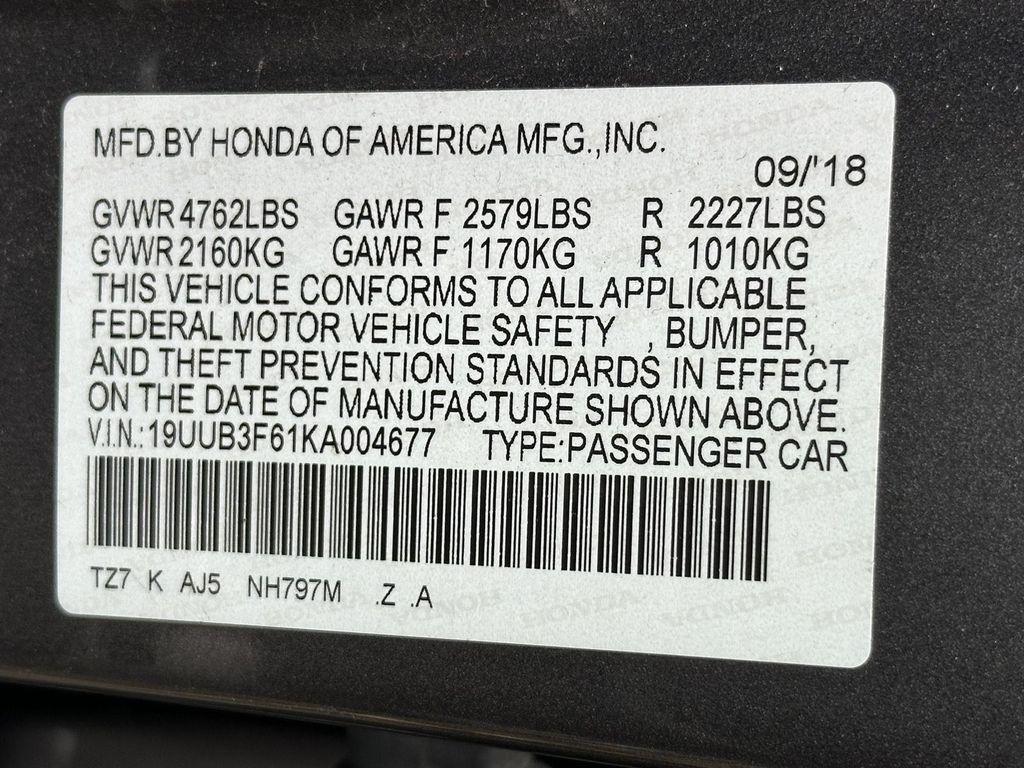 MFD.BY HONDA OF AMERICA MFG.,INC.
09/'18
GVWR 4762LBS GAWR F 2579LBS R 2227LBS
GVWR 2160KG GAWR F 1170KG R 1010KG
THIS VEHICLE CONFORMS TO ALL APPLICABLE
FEDERAL MOTOR VEHICLE SAFETY , BUMPER,
AND THEFT PREVENTION STANDARDS IN EFFECT
ON THE DATE OF MANUFACTURE SHOWN ABOVE.
V.I.N.:19UUB3F61KA004677 TYPE:PASSENGER CAR
TZ7 K AJ5 NH797M .Z .A